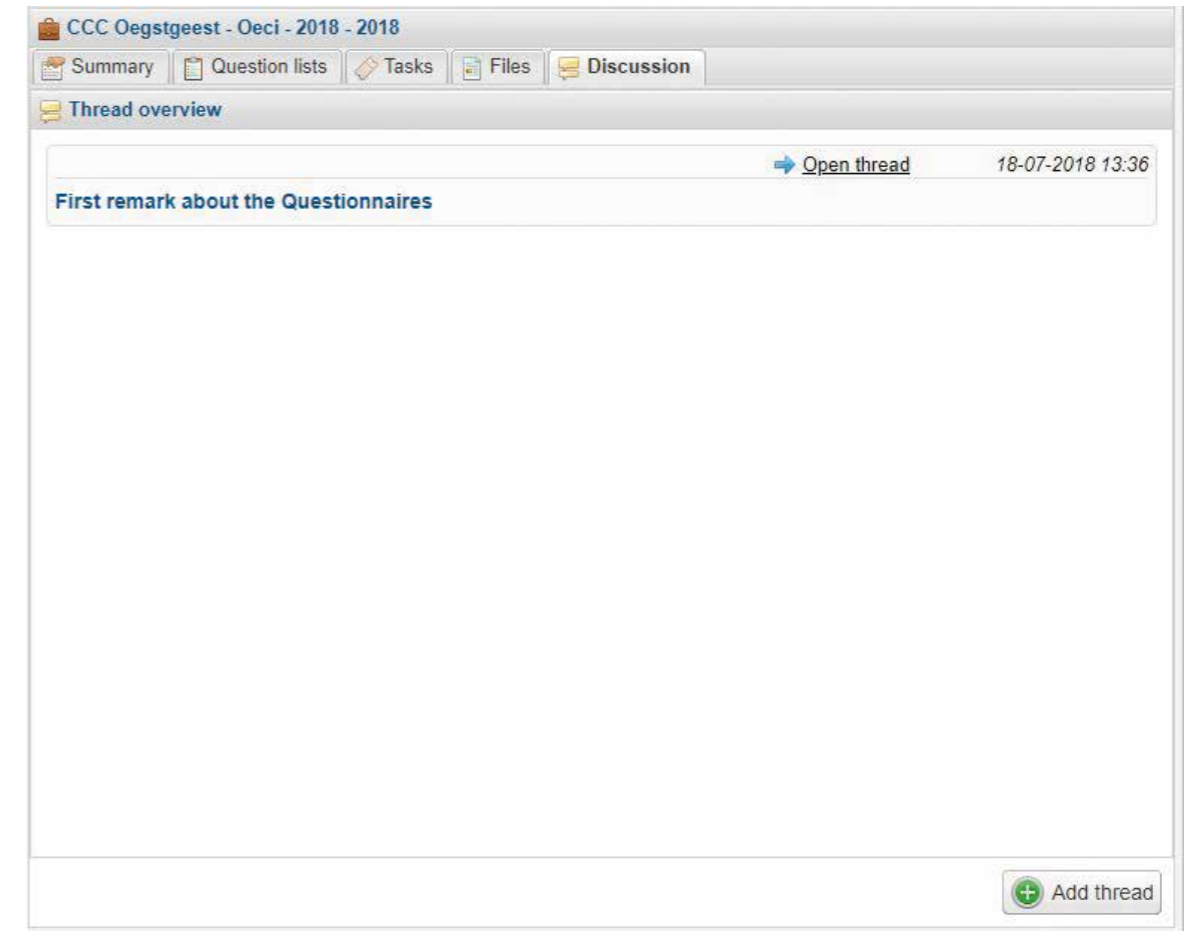 CCC Oegstgeest - Oeci - 2018 - 2018
Summary Question lists Tasks Files Discussion
Thread overview
Open thread 18-07-2018 13:36
First remark about the Questionnaires
Add thread